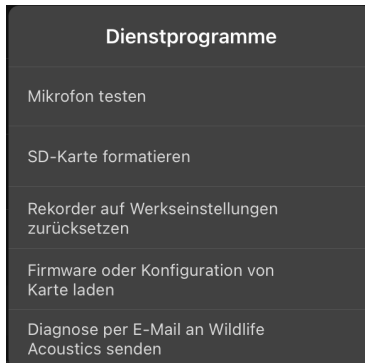 Dienstprogramme
Mikrofon testen
SD-Karte formatieren
Rekorder auf Werkseinstellungen
zurücksetzen
Firmware oder Konfiguration von
Karte laden
Diagnose per E-Mail an Wildlife
Acoustics senden